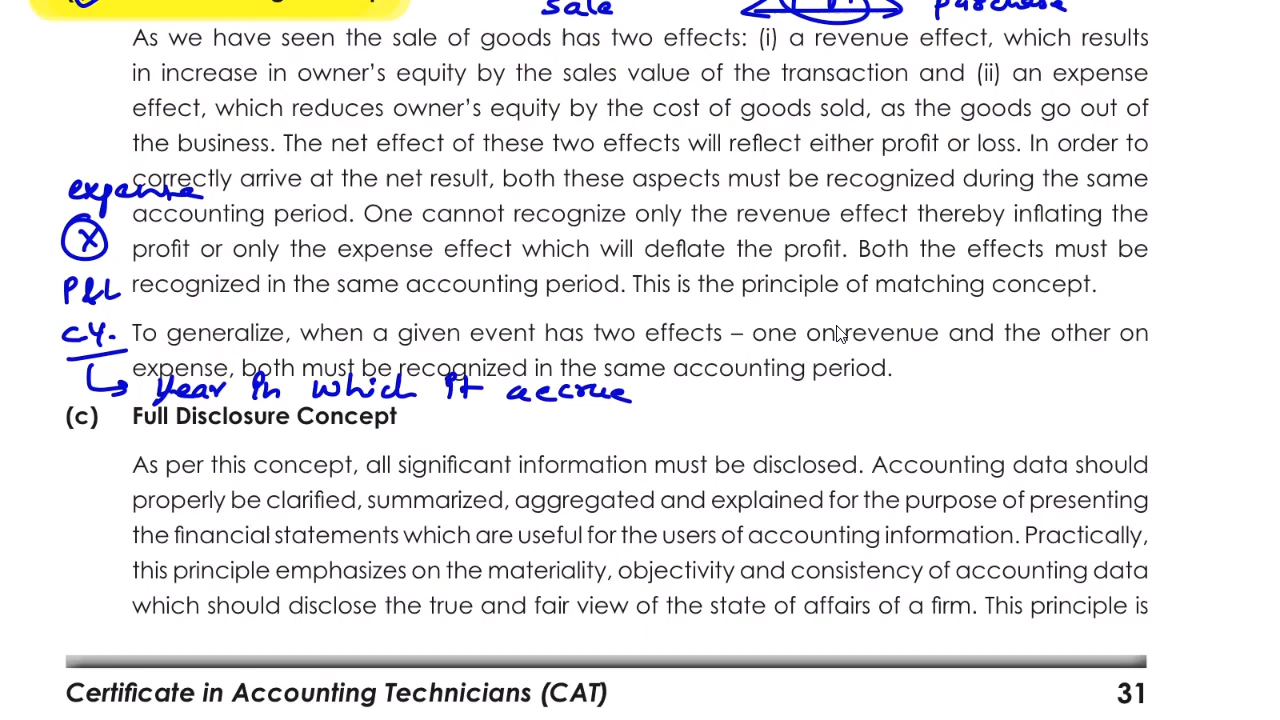 sale purchase
As we have seen the sale of goods has two effects: (i) a revenue effect, which results
in increase in owner’s equity by the sales value of the transaction and (ii) an expense
effect, which reduces owner’s equity by the cost of goods sold, as the goods go out of
the business. The net effect of these two effects will reflect either profit or loss. In order to
correctly arrive at the net result, both these aspects must be recognized during the same
expense
accounting period. One cannot recognize only the revenue effect thereby inflating the
X
profit or only the expense effect which will deflate the profit. Both the effects must be
P&L
recognized in the same accounting period. This is the principle of matching concept.
CY.
To generalize, when a given event has two effects – one on revenue and the other on
expense, both must be recognized in the same accounting period.
year in which it accrue
(c) Full Disclosure Concept
As per this concept, all significant information must be disclosed. Accounting data should
properly be clarified, summarized, aggregated and explained for the purpose of presenting
the financial statements which are useful for the users of accounting information. Practically,
this principle emphasizes on the materiality, objectivity and consistency of accounting data
which should disclose the true and fair view of the state of affairs of a firm. This principle is
Certificate in Accounting Technicians (CAT) 31